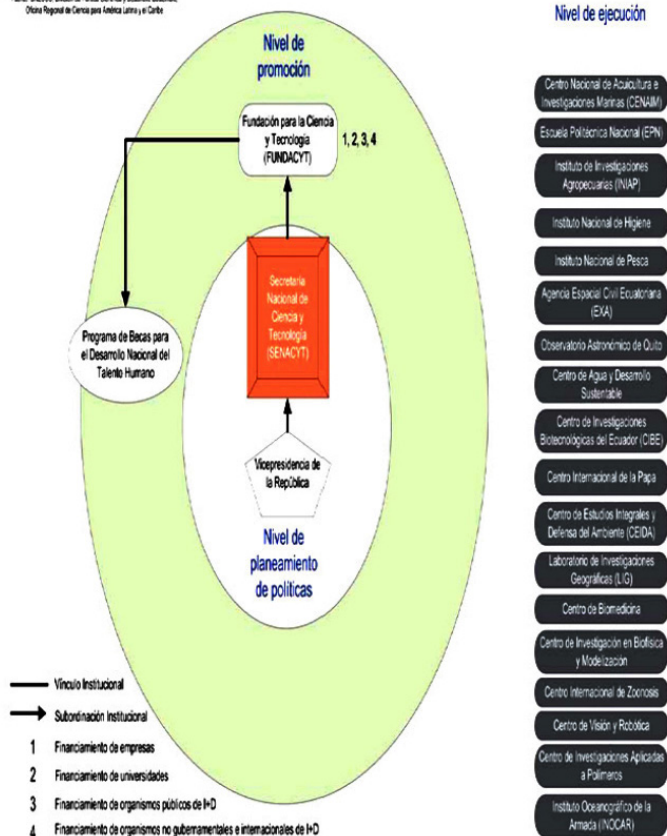 Oficina Regional de Ciencia para América Latina y el Caribe
Nivel de
promoción
Fundación para la Ciencia
y Tecnología
(FUNDACYT)
1, 2, 3, 4
Secretaría
Nacional de
Ciencia y
Tecnología
(SENACYT)
Programa de Becas para
el Desarrollo Nacional del
Talento Humano
Vicepresidencia de
la República
Nivel de
planeamiento
de políticas
Vínculo Institucional
Subordinación Institucional
1 Financiamiento de empresas
2 Financiamiento de universidades
3 Financiamiento de organismos públicos de I+D
4 Financiamiento de organismos no gubernamentales e internacionales de I+D
Nivel de ejecución
Centro Nacional de Acuicultura e
Investigaciones Marinas (CENAIM)
Escuela Politécnica Nacional (EPN)
Instituto de Investigaciones
Agropecuarias (INIAP)
Instituto Nacional de Higiene
Instituto Nacional de Pesca
Agencia Espacial Civil Ecuatoriana
(EXA)
Observatorio Astronómico de Quito
Centro de Agua y Desarrollo
Sustentable
Centro de Investigaciones
Biotecnológicas del Ecuador (CIBE)
Centro Internacional de la Papa
Centro de Estudios Integrales y
Defensa del Ambiente (CEIDA)
Laboratorio de Investigaciones
Geográficas (LIG)
Centro de Biomedicina
Centro de Investigación en Biofísica
y Modelización
Centro Internacional de Zoonosis
Centro de Visión y Robótica
Centro de Investigaciones Aplicadas
a Polímeros
Instituto Oceanográfico de la
Armada (INOCAR)